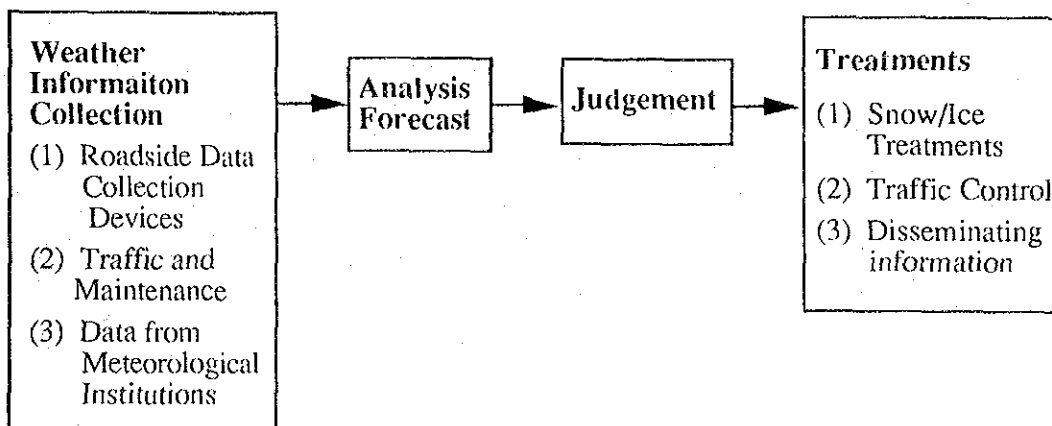 Weather
Informaiton
Collection
(1) Roadside Data
Collection
Devices
(2) Traffic and
Maintenance
(3) Data from
Meteorological
Institutions
Analysis
Forecast
Judgement
Treatments
(1) Snow/Ice
Treatments
(2) Traffic Control
(3) Disseminating
information